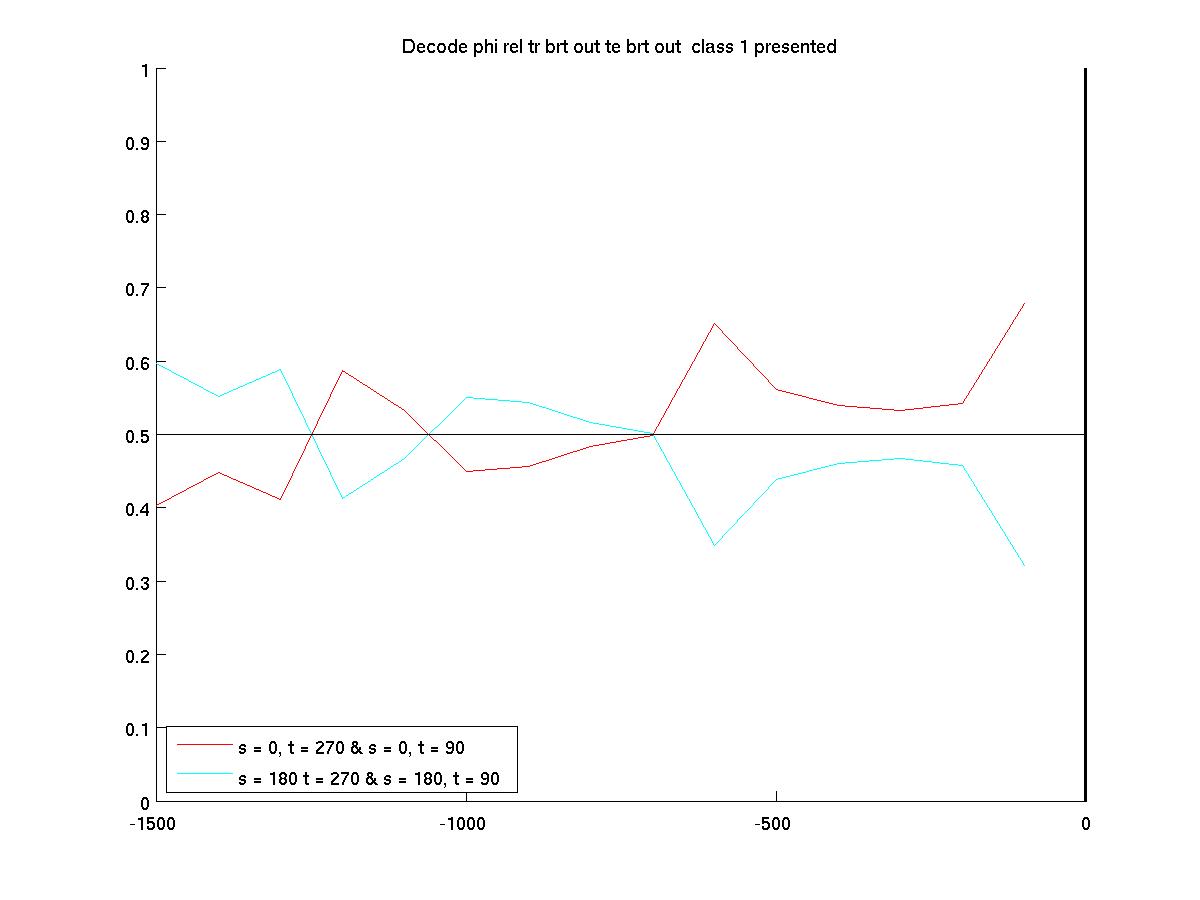 Decode phi rel tr brt out te brt out  class 1 presented
1
0.9
0.8
0.7
0.6
0.5
0.4
0.3
0.2
0.1
0
s = 0, t = 270 & s = 0, t = 90
s = 180 t = 270 & s = 180, t = 90
-1500 -1000 -500 0